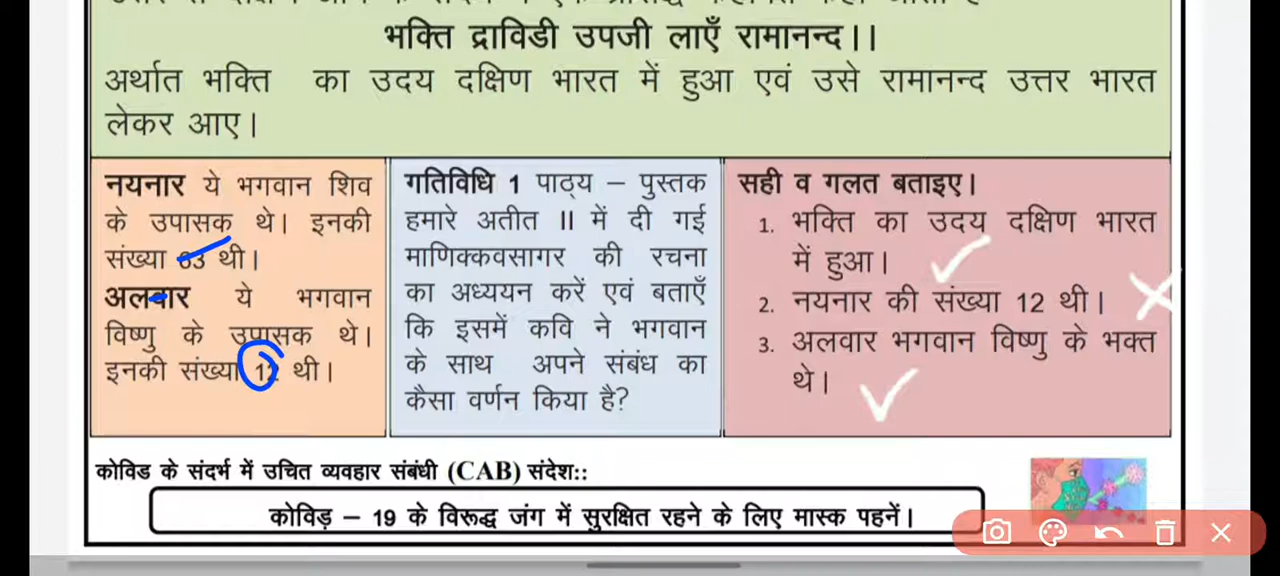 भक्ति द्राविडी उपजी लाएँ रामानन्द।।
अर्थात भक्ति का उदय दक्षिण भारत में हुआ एवं उसे रामानन्द उत्तर भारत
लेकर आए।
नयनार ये भगवान शिव
के उपासक थे। इनकी
संख्या 63 थी।
अलवार ये भगवान
विष्णु के उपासक थे।
इनकी संख्या 12 थी।
गतिविधि 1 पाठ्य – पुस्तक
हमारे अतीत II में दी गई
माणिक्कवसागर की रचना
का अध्ययन करें एवं बताएँ
कि इसमें कवि ने भगवान
के साथ अपने संबंध का
कैसा वर्णन किया है?
सही व गलत बताइए।
1. भक्ति का उदय दक्षिण भारत
में हुआ।
2. नयनार की संख्या 12 थी।
3. अलवार भगवान विष्णु के भक्त
थे।
कोविड के संदर्भ में उचित व्यवहार संबंधी (CAB) संदेश::
कोविड़ – 19 के विरूद्ध जंग में सुरक्षित रहने के लिए मास्क पहनें।